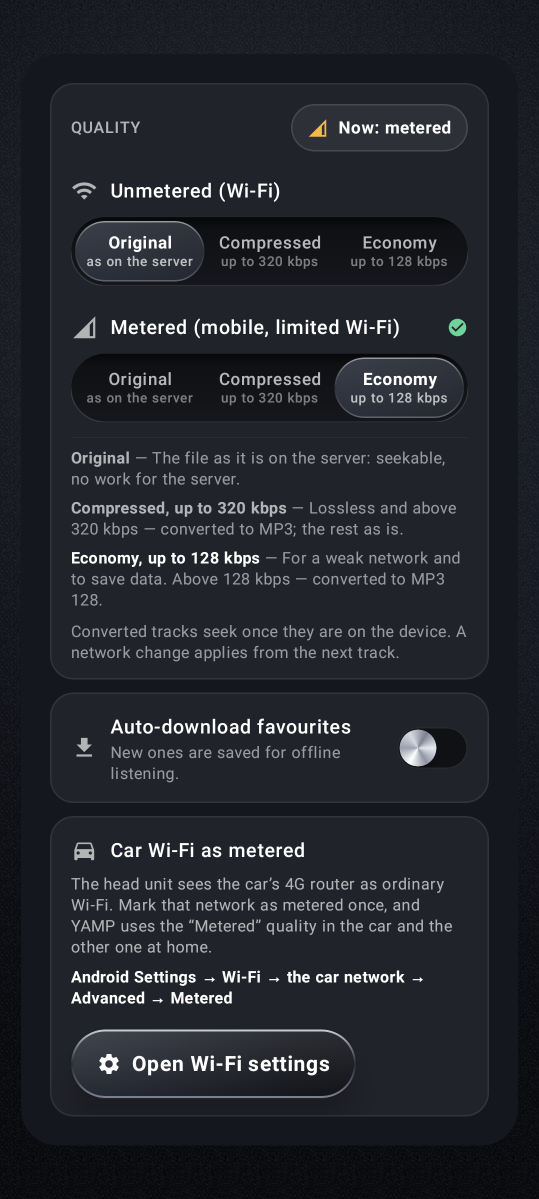 QUALITY
Now: metered
Unmetered (Wi-Fi)
Original
as on the server
Compressed
up to 320 kbps
Economy
up to 128 kbps
Metered (mobile, limited Wi-Fi)
Original
as on the server
Compressed
up to 320 kbps
Economy
up to 128 kbps
Original — The file as it is on the server: seekable,
no work for the server.
Compressed, up to 320 kbps — Lossless and above
320 kbps — converted to MP3; the rest as is.
Economy, up to 128 kbps — For a weak network and
to save data. Above 128 kbps — converted to MP3
128.
Converted tracks seek once they are on the device. A
network change applies from the next track.
Auto-download favourites
New ones are saved for offline
listening.
Car Wi-Fi as metered
The head unit sees the car’s 4G router as ordinary
Wi-Fi. Mark that network as metered once, and
YAMP uses the “Metered” quality in the car and the
other one at home.
Android Settings → Wi-Fi → the car network →
Advanced → Metered
Open Wi-Fi settings